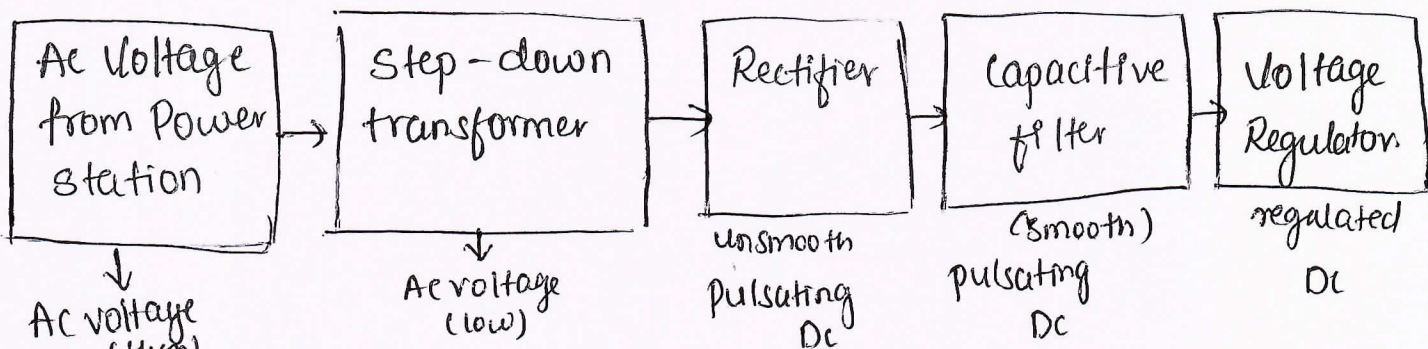 Ac Voltage
from Power
station
Step-down
transformer
Rectifier
Capacitive
filter
Voltage
Regulator
AC voltage
Ac voltage
(low)
unsmooth
pulsating
Dc
(smooth)
pulsating
DC
regulated
DC